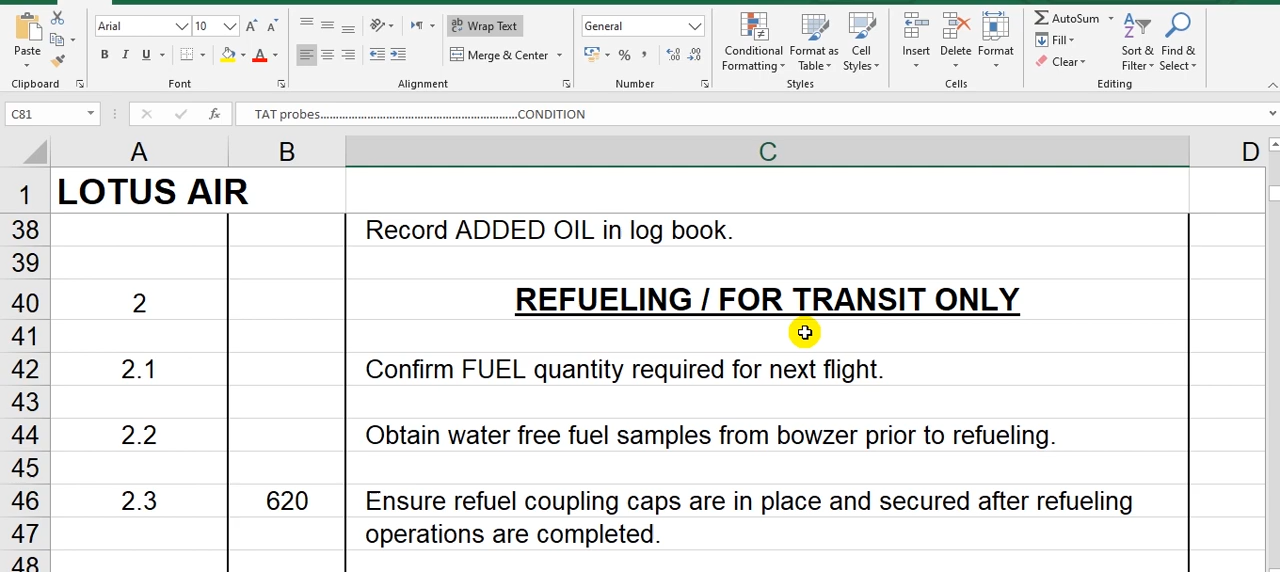 Arial 10 Wrap Text General AutoSum
Paste B I U Merge & Center % Conditional Formatting Format as Table Cell Styles Insert Delete Format Fill Clear Sort & Filter Find & Select
Clipboard Font Alignment Number Styles Cells Editing
C81 fx TAT probes............................................................CONDITION
A B C D
1 LOTUS AIR
38 Record ADDED OIL in log book.
39
40 2 REFUELING / FOR TRANSIT ONLY
41
42 2.1 Confirm FUEL quantity required for next flight.
43
44 2.2 Obtain water free fuel samples from bowzer prior to refueling.
45
46 2.3 620 Ensure refuel coupling caps are in place and secured after refueling
47 operations are completed.
48